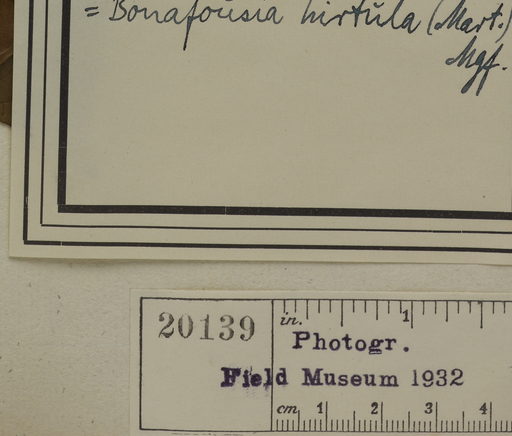 = Bonafousia hirtula (Mart.)
Mgf.
20139
in. 1
Photogr.
Field Museum 1932
cm 1 2 3 4